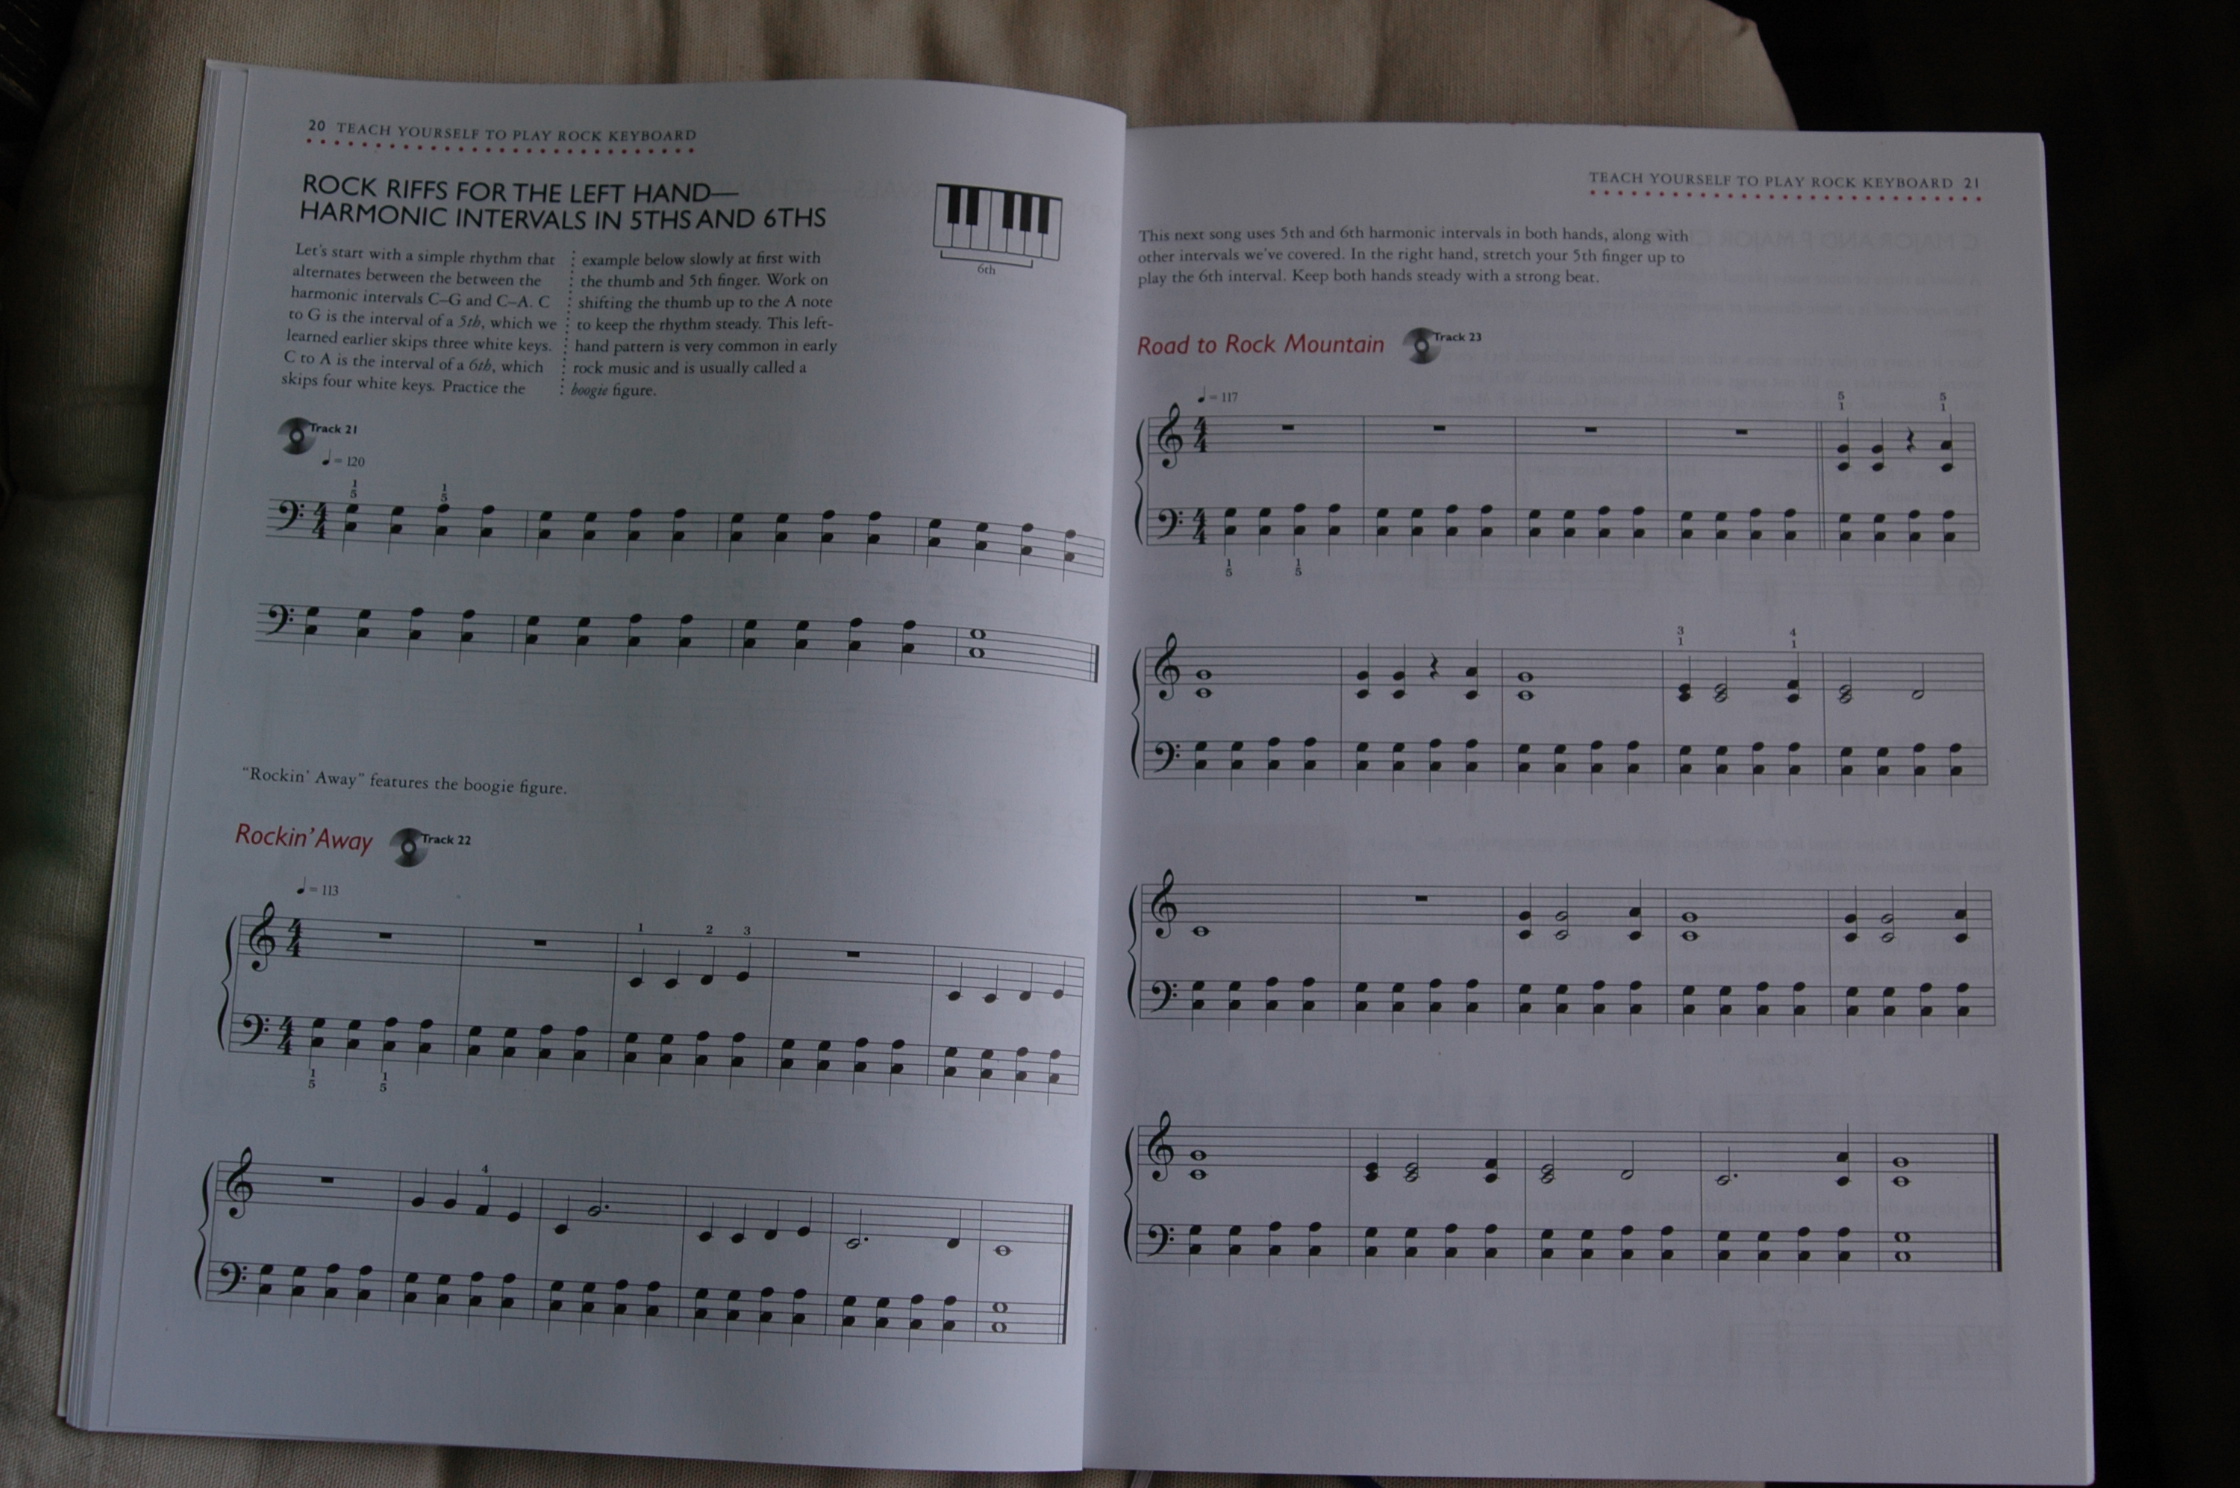 20 TEACH YOURSELF TO PLAY ROCK KEYBOARD
ROCK RIFFS FOR THE LEFT HAND—
HARMONIC INTERVALS IN 5THS AND 6THS
Let's start with a simple rhythm that
alternates between the between the
harmonic intervals C–G and C–A. C
to G is the interval of a 5th, which we
learned earlier skips three white keys.
C to A is the interval of a 6th, which
skips four white keys. Practice the
example below slowly at first with
the thumb and 5th finger. Work on
shifting the thumb up to the A note
to keep the rhythm steady. This left-
hand pattern is very common in early
rock music and is usually called a
boogie figure.
6th
Track 21
♩ = 120
1 1
5 5
4
4
"Rockin' Away" features the boogie figure.
Rockin' Away Track 22
♩ = 113
1 2 3
4
4
4
4
1 1
5 5
4
TEACH YOURSELF TO PLAY ROCK KEYBOARD 21
This next song uses 5th and 6th harmonic intervals in both hands, along with
other intervals we've covered. In the right hand, stretch your 5th finger up to
play the 6th interval. Keep both hands steady with a strong beat.
Road to Rock Mountain Track 23
♩ = 117
5 5
1 1
4
4
4
4
1 1
5 5
3 4
1 1